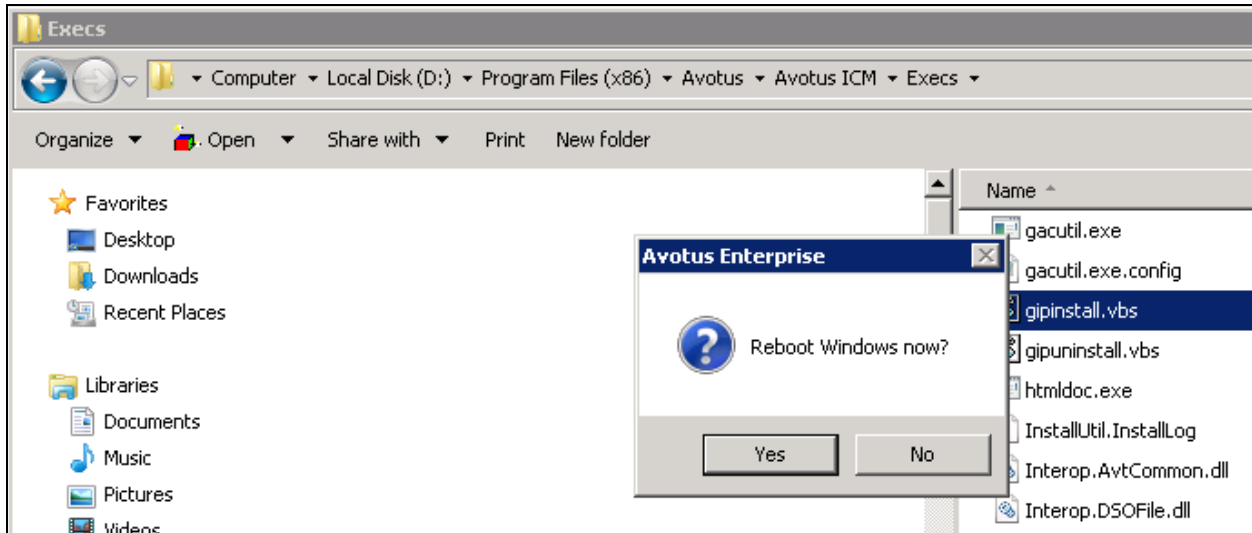 Execs
Computer Local Disk (D:) Program Files (x86) Avotus Avotus ICM Execs
Organize Open Share with Print New folder
Favorites
Desktop
Downloads
Recent Places
Libraries
Documents
Music
Pictures
Videos
Avotus Enterprise
Reboot Windows now?
Yes No
Name
gacutil.exe
gacutil.exe.config
gipinstall.vbs
gipuninstall.vbs
htmldoc.exe
InstallUtil.InstallLog
Interop.AvtCommon.dll
Interop.DSOFile.dll